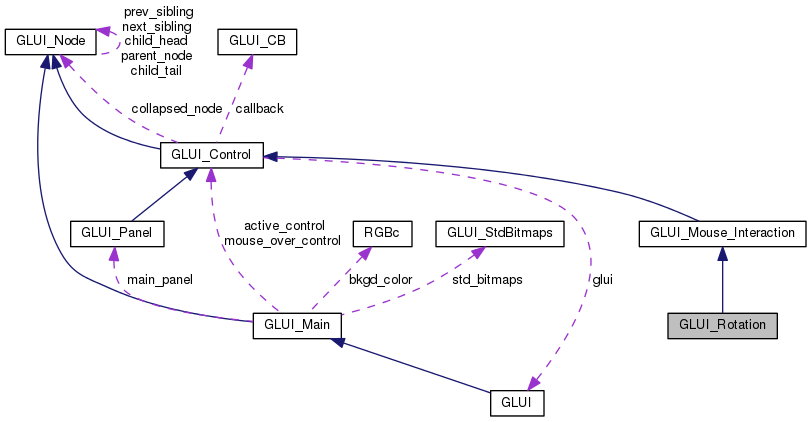 prev_sibling
next_sibling
child_head
parent_node
child_tail
GLUI_Node
GLUI_CB
collapsed_node
callback
GLUI_Control
GLUI_Panel
active_control
mouse_over_control
RGBc
GLUI_StdBitmaps
GLUI_Mouse_Interaction
main_panel
bkgd_color
std_bitmaps
glui
GLUI_Main
GLUI_Rotation
GLUI